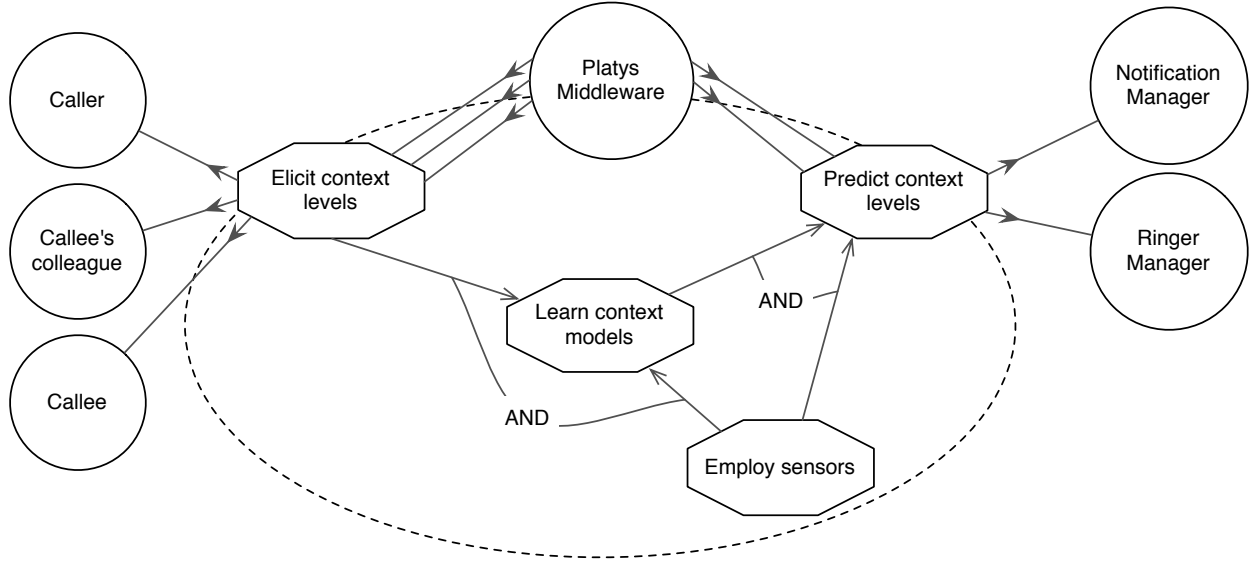 Platys
Middleware
Notification
Manager
Caller
Elicit context
levels
Predict context
levels
Callee's
colleague
Ringer
Manager
AND
Learn context
models
Callee
AND
Employ sensors